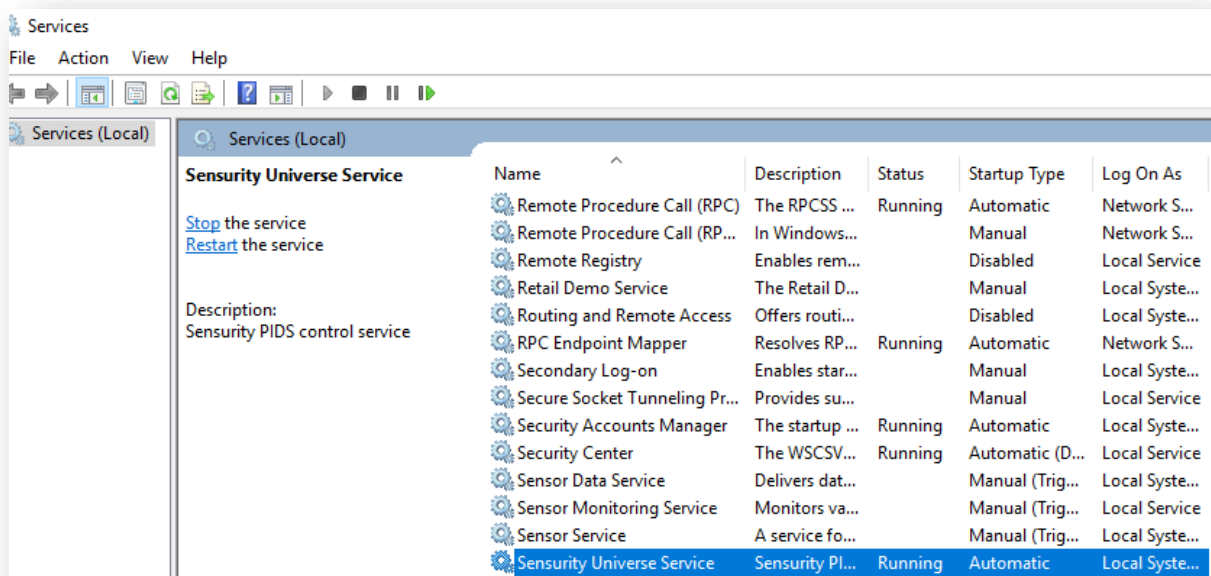 Services
File Action View Help
Services (Local)
Services (Local)
Sensurity Universe Service
Stop the service
Restart the service
Description:
Sensurity PIDS control service
Name Description Status Startup Type Log On As
Remote Procedure Call (RPC) The RPCSS ... Running Automatic Network S...
Remote Procedure Call (RP... In Windows... Manual Network S...
Remote Registry Enables rem... Disabled Local Service
Retail Demo Service The Retail D... Manual Local Syste...
Routing and Remote Access Offers routi... Disabled Local Syste...
RPC Endpoint Mapper Resolves RP... Running Automatic Network S...
Secondary Log-on Enables star... Manual Local Syste...
Secure Socket Tunneling Pr... Provides su... Manual Local Service
Security Accounts Manager The startup ... Running Automatic Local Syste...
Security Center The WSCSV... Running Automatic (D... Local Service
Sensor Data Service Delivers dat... Manual (Trig... Local Syste...
Sensor Monitoring Service Monitors va... Manual (Trig... Local Service
Sensor Service A service fo... Manual (Trig... Local Syste...
Sensurity Universe Service Sensurity PI... Running Automatic Local Syste...